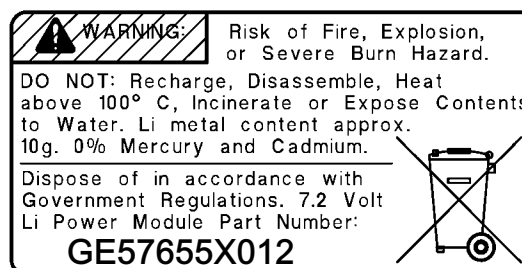 WARNING: Risk of Fire, Explosion,
or Severe Burn Hazard.
DO NOT: Recharge, Disassemble, Heat
above 100° C, Incinerate or Expose Contents
to Water. Li metal content approx.
10g. 0% Mercury and Cadmium.
Dispose of in accordance with
Government Regulations. 7.2 Volt
Li Power Module Part Number:
GE57655X012